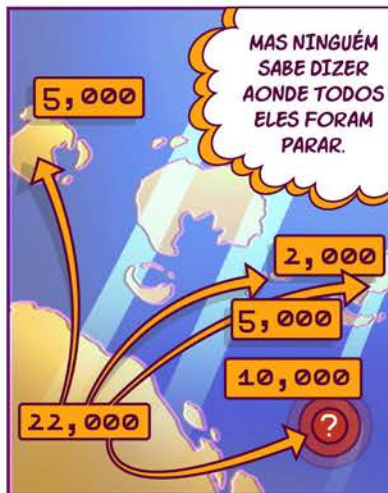 MAS NINGUÉM
SABE DIZER
AONDE TODOS
ELES FORAM
PARAR.
5,000
2,000
5,000
10,000
?
22,000